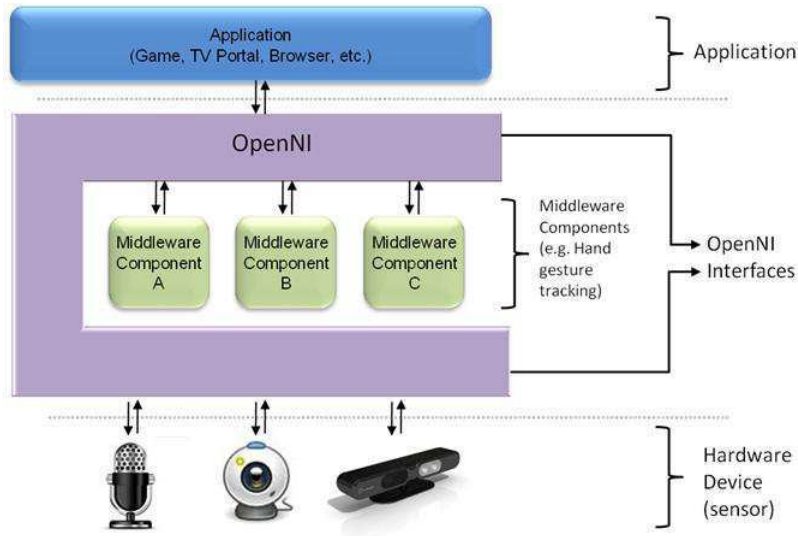 Application
(Game, TV Portal, Browser, etc.)
Application
OpenNI
Middleware
Component
A
Middleware
Component
B
Middleware
Component
C
Middleware
Components
(e.g. Hand
gesture
tracking)
OpenNI
Interfaces
Hardware
Device
(sensor)